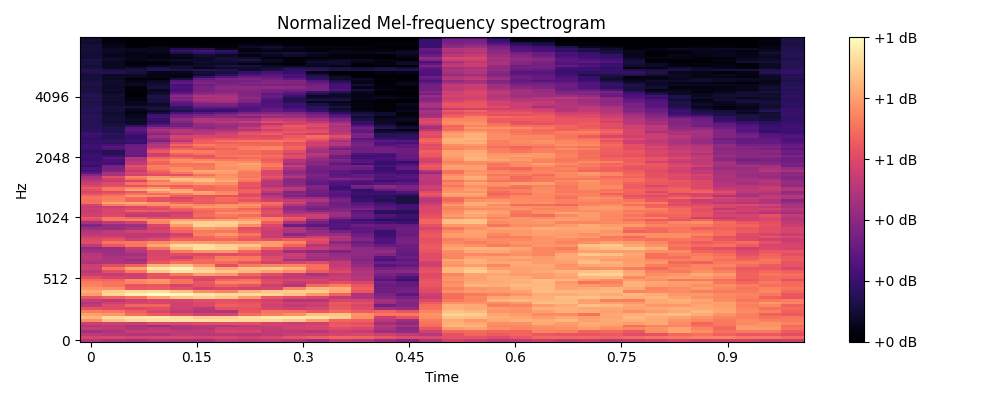 Normalized Mel-frequency spectrogram
Hz
4096
2048
1024
512
0
0
0.15
0.3
0.45
0.6
0.75
0.9
Time
+1 dB
+1 dB
+1 dB
+0 dB
+0 dB
+0 dB